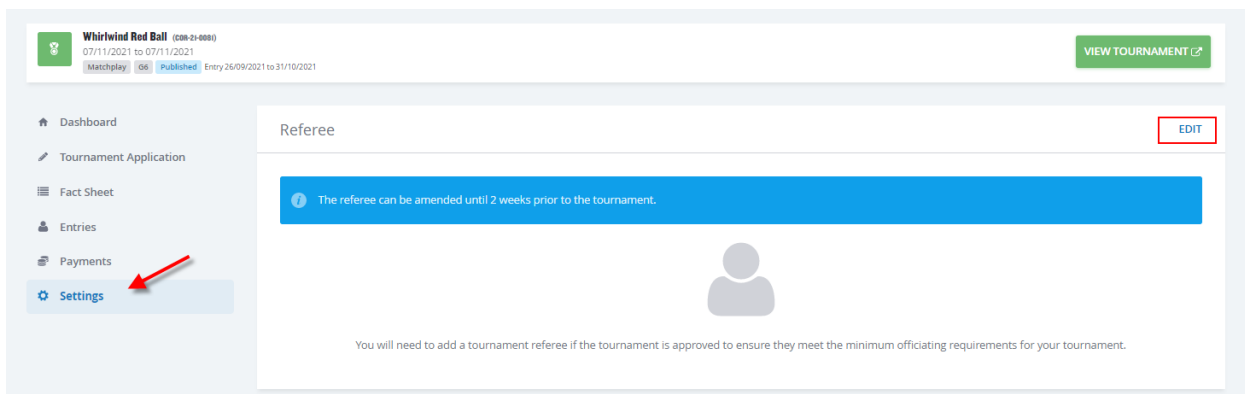 Whirlwind Red Ball (COR-21-0081)
07/11/2021 to 07/11/2021
Matchplay G6 Published Entry 26/09/2021 to 31/10/2021
VIEW TOURNAMENT
Dashboard
Tournament Application
Fact Sheet
Entries
Payments
Settings
Referee
EDIT
The referee can be amended until 2 weeks prior to the tournament.
You will need to add a tournament referee if the tournament is approved to ensure they meet the minimum officiating requirements for your tournament.